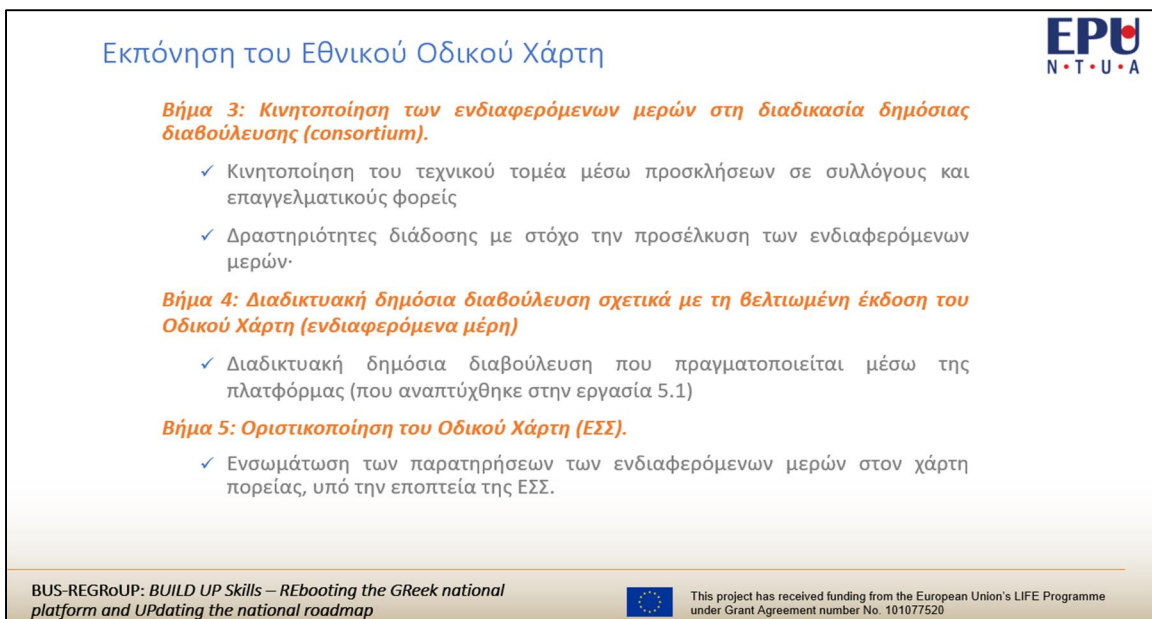 Εκπόνηση του Εθνικού Οδικού Χάρτη
EPU
N•T•U•A
Βήμα 3: Κινητοποίηση των ενδιαφερόμενων μερών στη διαδικασία δημόσιας
διαβούλευσης (consortium).
✓ Κινητοποίηση του τεχνικού τομέα μέσω προσκλήσεων σε συλλόγους και
επαγγελματικούς φορείς
✓ Δραστηριότητες διάδοσης με στόχο την προσέλκυση των ενδιαφερόμενων
μερών·
Βήμα 4: Διαδικτυακή δημόσια διαβούλευση σχετικά με τη βελτιωμένη έκδοση του
Οδικού Χάρτη (ενδιαφερόμενα μέρη)
✓ Διαδικτυακή δημόσια διαβούλευση που πραγματοποιείται μέσω της
πλατφόρμας (που αναπτύχθηκε στην εργασία 5.1)
Βήμα 5: Οριστικοποίηση του Οδικού Χάρτη (ΕΣΣ).
✓ Ενσωμάτωση των παρατηρήσεων των ενδιαφερόμενων μερών στον χάρτη
πορείας, υπό την εποπτεία της ΕΣΣ.
BUS-REGRoUP: BUILD UP Skills – REbooting the GReek national
platform and UPdating the national roadmap
This project has received funding from the European Union's LIFE Programme
under Grant Agreement number No. 101077520